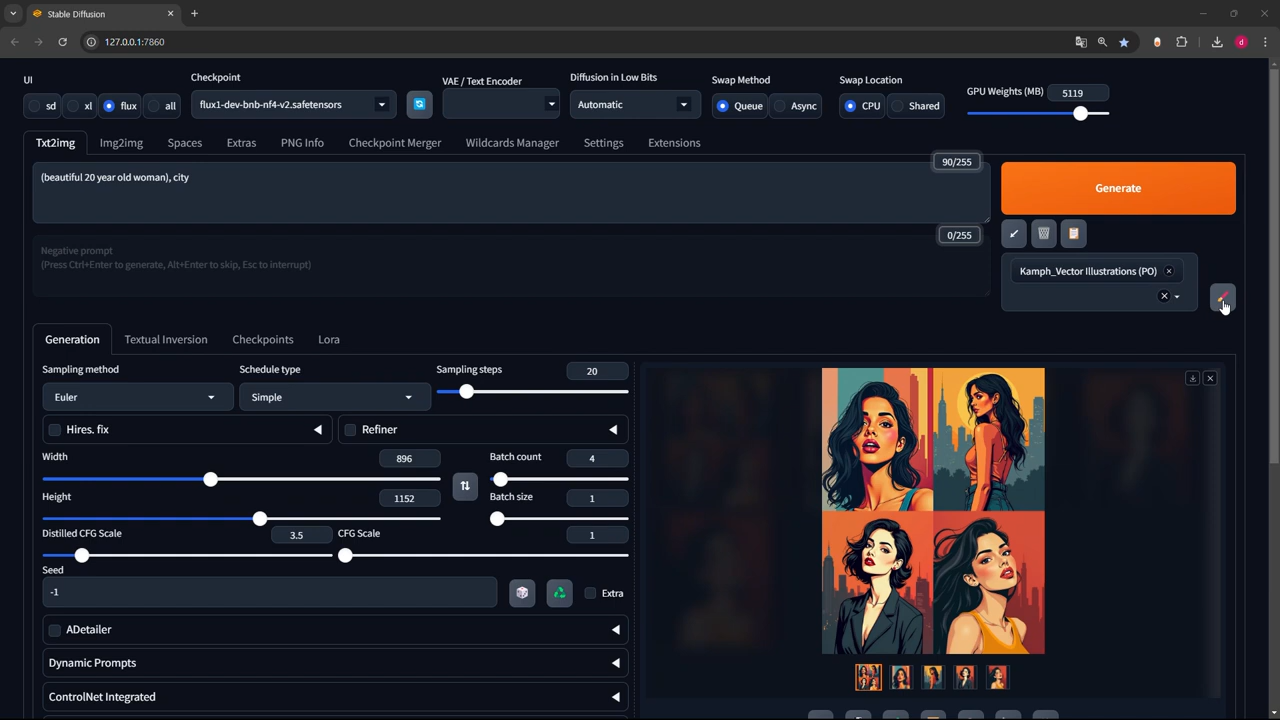 Stable Diffusion
127.0.0.1:7860
UI
sd
xl
flux
all
Checkpoint
flux1-dev-bnb-nf4-v2.safetensors
VAE / Text Encoder
Diffusion in Low Bits
Automatic
Swap Method
Queue
Async
Swap Location
CPU
Shared
GPU Weights (MB)
5119
Txt2img
Img2img
Spaces
Extras
PNG Info
Checkpoint Merger
Wildcards Manager
Settings
Extensions
90/255
(beautiful 20 year old woman), city
Generate
0/255
Negative prompt
(Press Ctrl+Enter to generate, Alt+Enter to skip, Esc to interrupt)
Kamph_Vector Illustrations (PO)
Generation
Textual Inversion
Checkpoints
Lora
Sampling method
Euler
Schedule type
Simple
Sampling steps
20
Hires. fix
Refiner
Width
896
Batch count
4
Height
1152
Batch size
1
Distilled CFG Scale
3.5
CFG Scale
1
Seed
-1
Extra
ADetailer
Dynamic Prompts
ControlNet Integrated